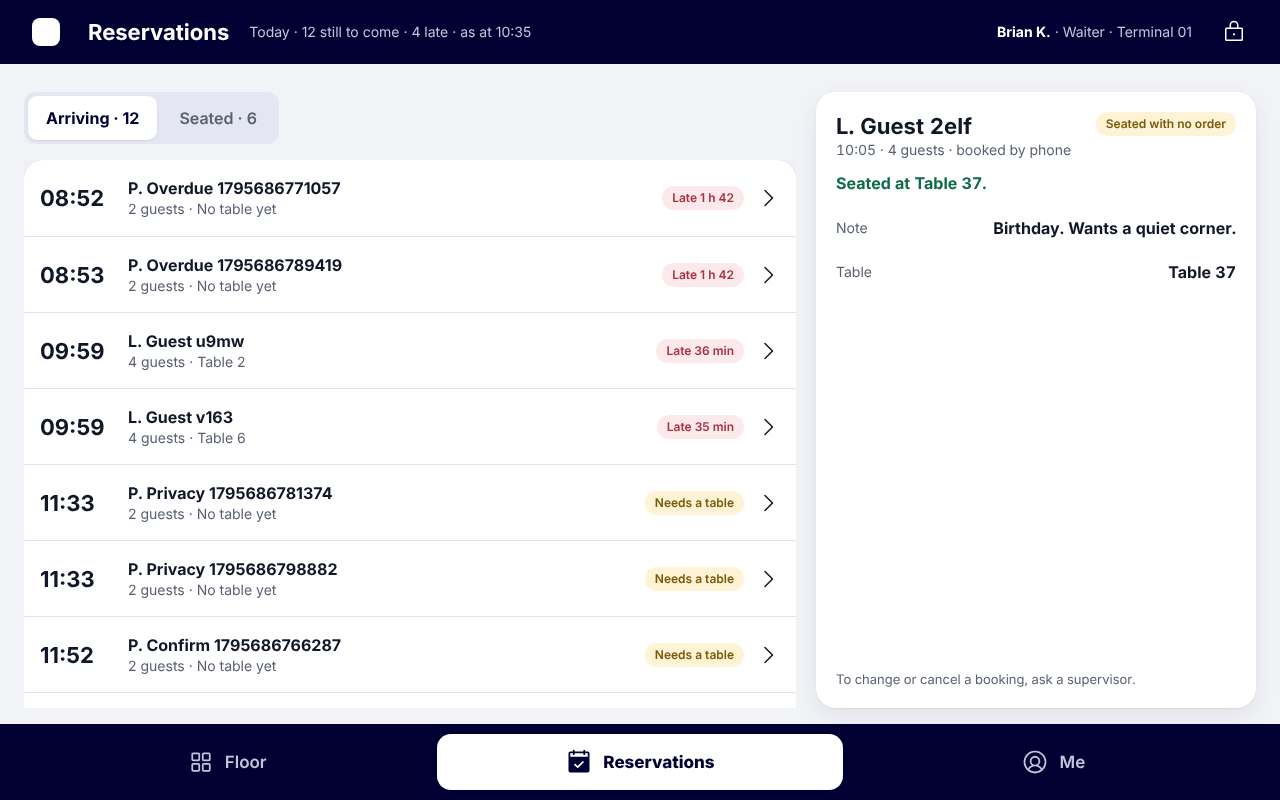 Reservations
Today · 12 still to come · 4 late · as at 10:35
Brian K. · Waiter · Terminal 01
Arriving · 12
Seated · 6
08:52
P. Overdue 1795686771057
2 guests · No table yet
Late 1 h 42
08:53
P. Overdue 1795686789419
2 guests · No table yet
Late 1 h 42
09:59
L. Guest u9mw
4 guests · Table 2
Late 36 min
09:59
L. Guest v163
4 guests · Table 6
Late 35 min
11:33
P. Privacy 1795686781374
2 guests · No table yet
Needs a table
11:33
P. Privacy 1795686798882
2 guests · No table yet
Needs a table
11:52
P. Confirm 1795686766287
2 guests · No table yet
Needs a table
L. Guest 2elf
Seated with no order
10:05 · 4 guests · booked by phone
Seated at Table 37.
Note
Birthday. Wants a quiet corner.
Table
Table 37
To change or cancel a booking, ask a supervisor.
Floor
Reservations
Me